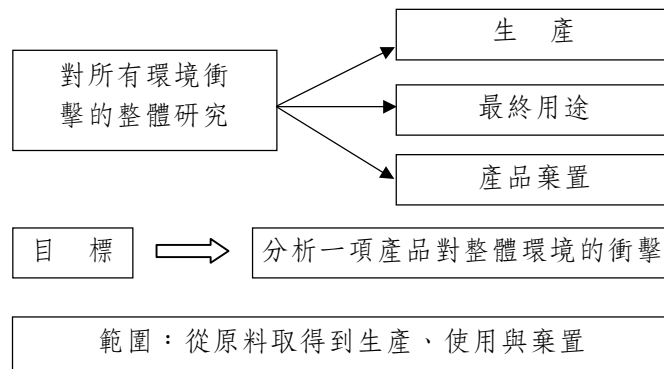 生 產
對所有環境衝
擊的整體研究
最終用途
產品棄置
目 標
分析一項產品對整體環境的衝擊
範圍：從原料取得到生產、使用與棄置